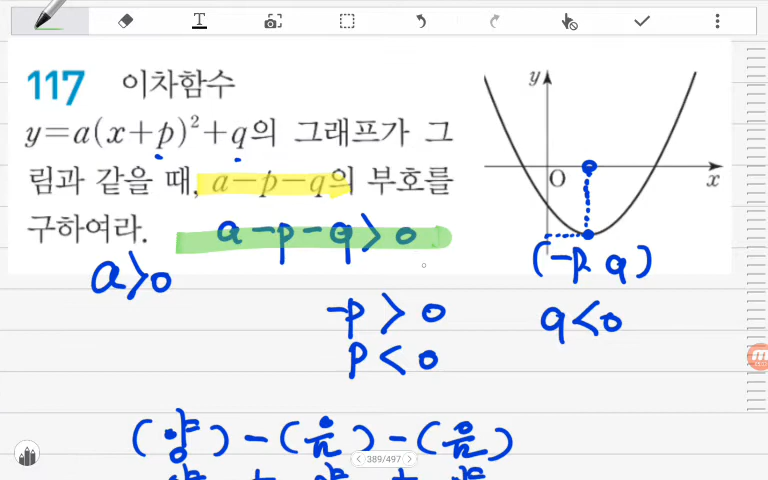 T
117 이차함수
y=a(x+p)²+q의 그래프가 그
림과 같을 때, a-p-q의 부호를
구하여라.
a-p-q>0
a>0
-p>0
p<0
y
O
x
(-p q)
q<0
(양)-(음)-(음)
389/497